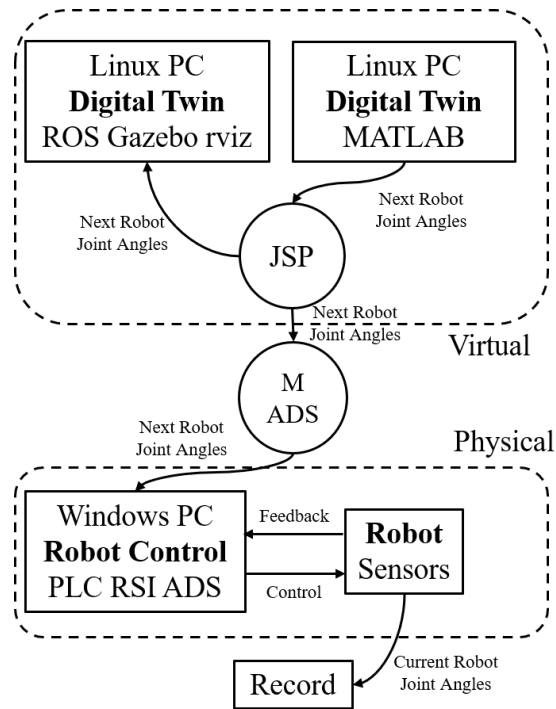 Linux PC
Digital Twin
ROS Gazebo rviz
Linux PC
Digital Twin
MATLAB
Next Robot
Joint Angles
Next Robot
Joint Angles
JSP
Next Robot
Joint Angles
Virtual
M
ADS
Next Robot
Joint Angles
Physical
Windows PC
Robot Control
PLC RSI ADS
Feedback
Control
Robot
Sensors
Current Robot
Joint Angles
Record